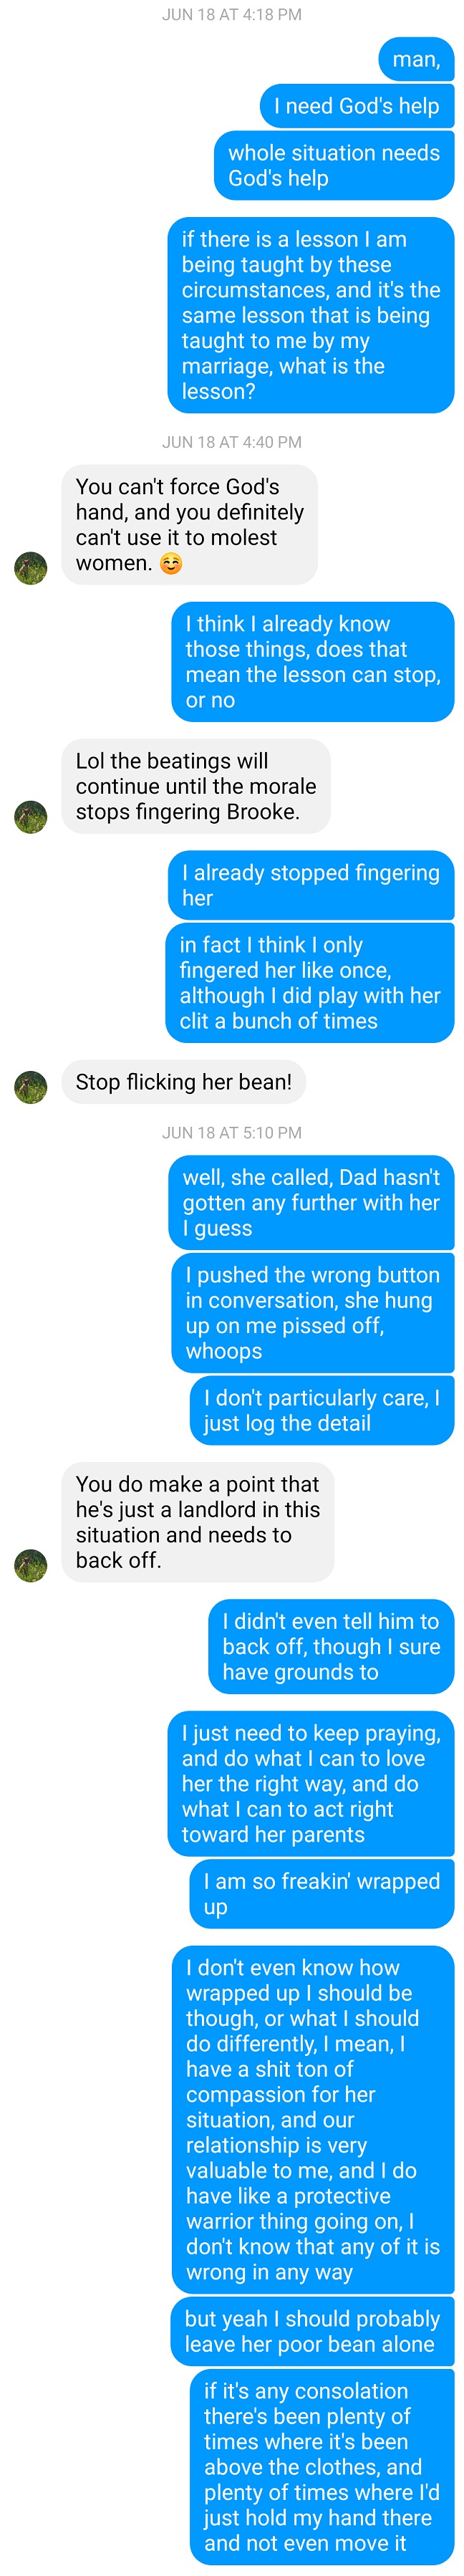 JUN 18 AT 4:18 PM
man,
I need God's help
whole situation needs
God's help
if there is a lesson I am
being taught by these
circumstances, and it's the
same lesson that is being
taught to me by my
marriage, what is the
lesson?
JUN 18 AT 4:40 PM
You can't force God's
hand, and you definitely
can't use it to molest
women. ☺️
I think I already know
those things, does that
mean the lesson can stop,
or no
Lol the beatings will
continue until the morale
stops fingering Brooke.
I already stopped fingering
her
in fact I think I only
fingered her like once,
although I did play with her
clit a bunch of times
Stop flicking her bean!
JUN 18 AT 5:10 PM
well, she called, Dad hasn't
gotten any further with her
I guess
I pushed the wrong button
in conversation, she hung
up on me pissed off,
whoops
I don't particularly care, I
just log the detail
You do make a point that
he's just a landlord in this
situation and needs to
back off.
I didn't even tell him to
back off, though I sure
have grounds to
I just need to keep praying,
and do what I can to love
her the right way, and do
what I can to act right
toward her parents
I am so freakin' wrapped
up
I don't even know how
wrapped up I should be
though, or what I should
do differently, I mean, I
have a shit ton of
compassion for her
situation, and our
relationship is very
valuable to me, and I do
have like a protective
warrior thing going on, I
don't know that any of it is
wrong in any way
but yeah I should probably
leave her poor bean alone
if it's any consolation
there's been plenty of
times where it's been
above the clothes, and
plenty of times where I'd
just hold my hand there
and not even move it